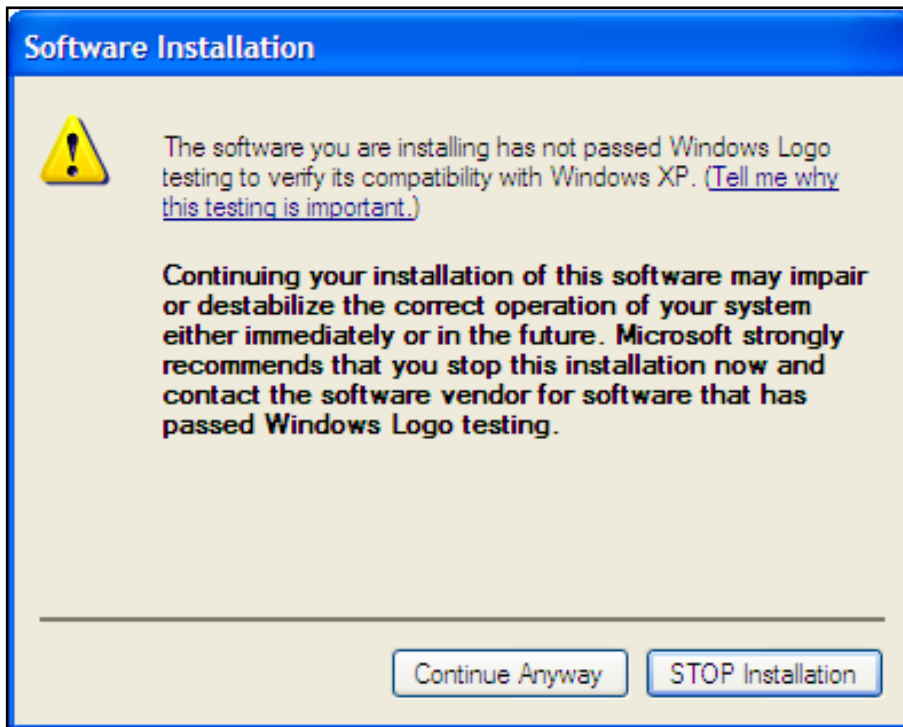 Software Installation
The software you are installing has not passed Windows Logo
testing to verify its compatibility with Windows XP. (Tell me why
this testing is important.)
Continuing your installation of this software may impair
or destabilize the correct operation of your system
either immediately or in the future. Microsoft strongly
recommends that you stop this installation now and
contact the software vendor for software that has
passed Windows Logo testing.
Continue Anyway
STOP Installation